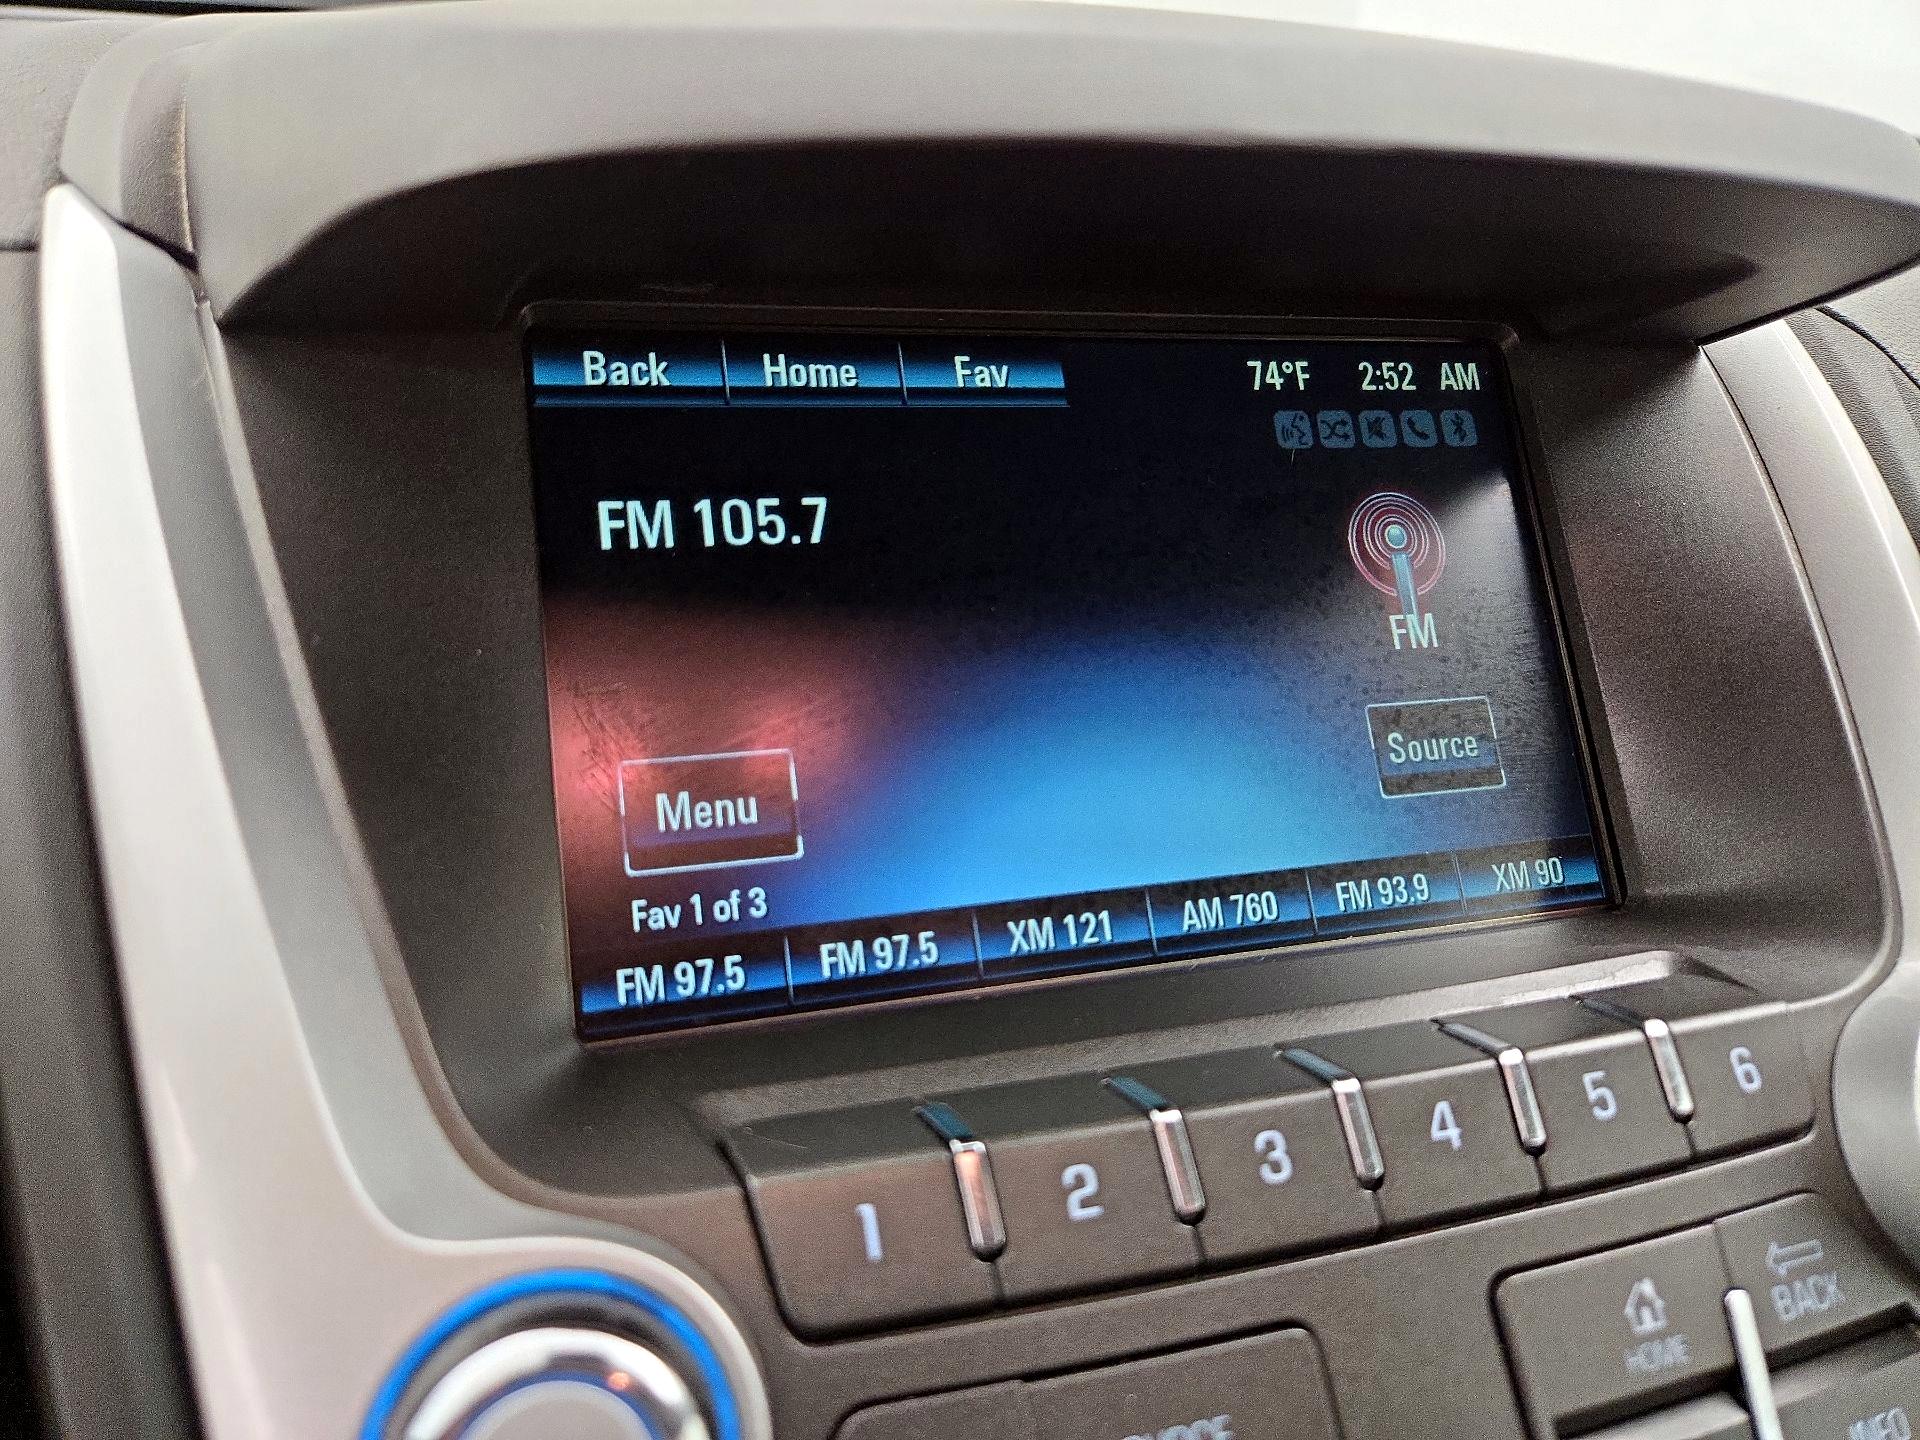 Back Home Fav 74°F 2:52 AM
FM 105.7
FM
Source
Menu
Fav 1 of 3
FM 97.5 FM 97.5 XM 121 AM 760 FM 93.9 XM 90
1 2 3 4 5 6
HOME BACK
INFO